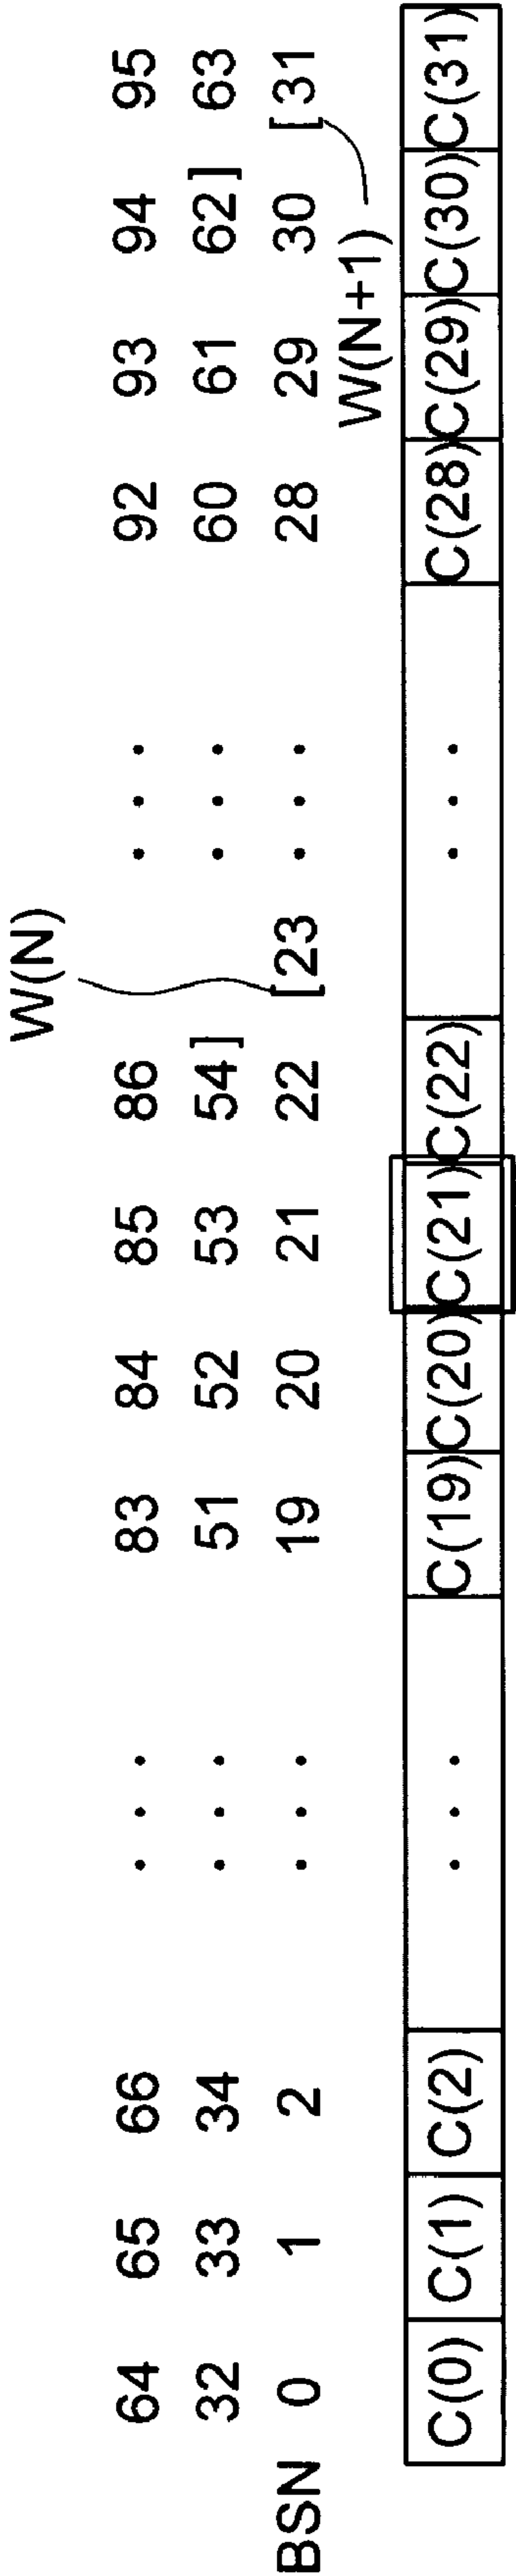 W(N)
64 65 66 . . . 83 84 85 86 . . . 92 93 94 95
32 33 34 . . . 51 52 53 54] . . . 60 61 62] 63
BSN 0 1 2 . . . 19 20 21 22 [23 . . . 28 29 30 [31
W(N+1)
C(0) C(1) C(2) . . . C(19) C(20) C(21) C(22) . . . C(28) C(29) C(30) C(31)